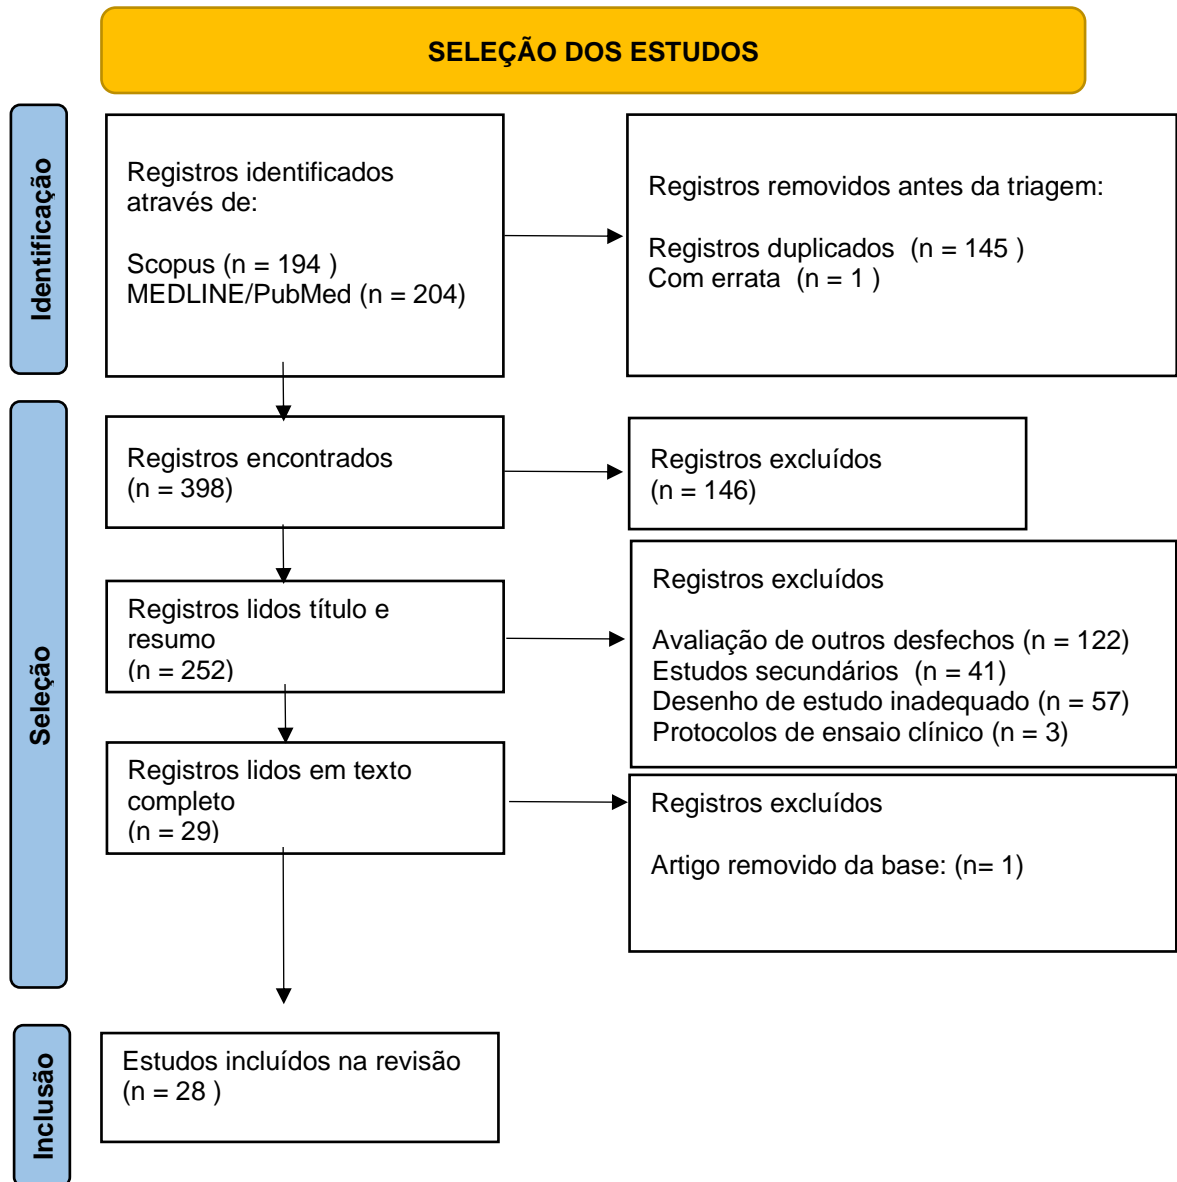 SELEÇÃO DOS ESTUDOS
Identificação
Registros identificados
através de:
Scopus (n = 194 )
MEDLINE/PubMed (n = 204)
Registros removidos antes da triagem:
Registros duplicados  (n = 145 )
Com errata  (n = 1 )
Seleção
Registros encontrados
(n = 398)
Registros excluídos
(n = 146)
Registros lidos título e
resumo
(n = 252)
Registros excluídos
Avaliação de outros desfechos (n = 122)
Estudos secundários  (n = 41)
Desenho de estudo inadequado (n = 57)
Protocolos de ensaio clínico (n = 3)
Registros lidos em texto
completo
(n = 29)
Registros excluídos
Artigo removido da base: (n= 1)
Inclusão
Estudos incluídos na revisão
(n = 28 )